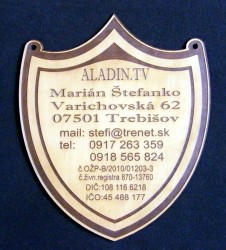 ALADIN.TV
Marián Štefanko
Varichovská 62
07501 Trebišov
mail: stefi@trenet.sk
tel: 0917 263 359
0918 565 824
č.OŽP-B/2010/01203-3
č.živn.registra 870-13760
DIČ:108 116 6218
IČO:45 488 177